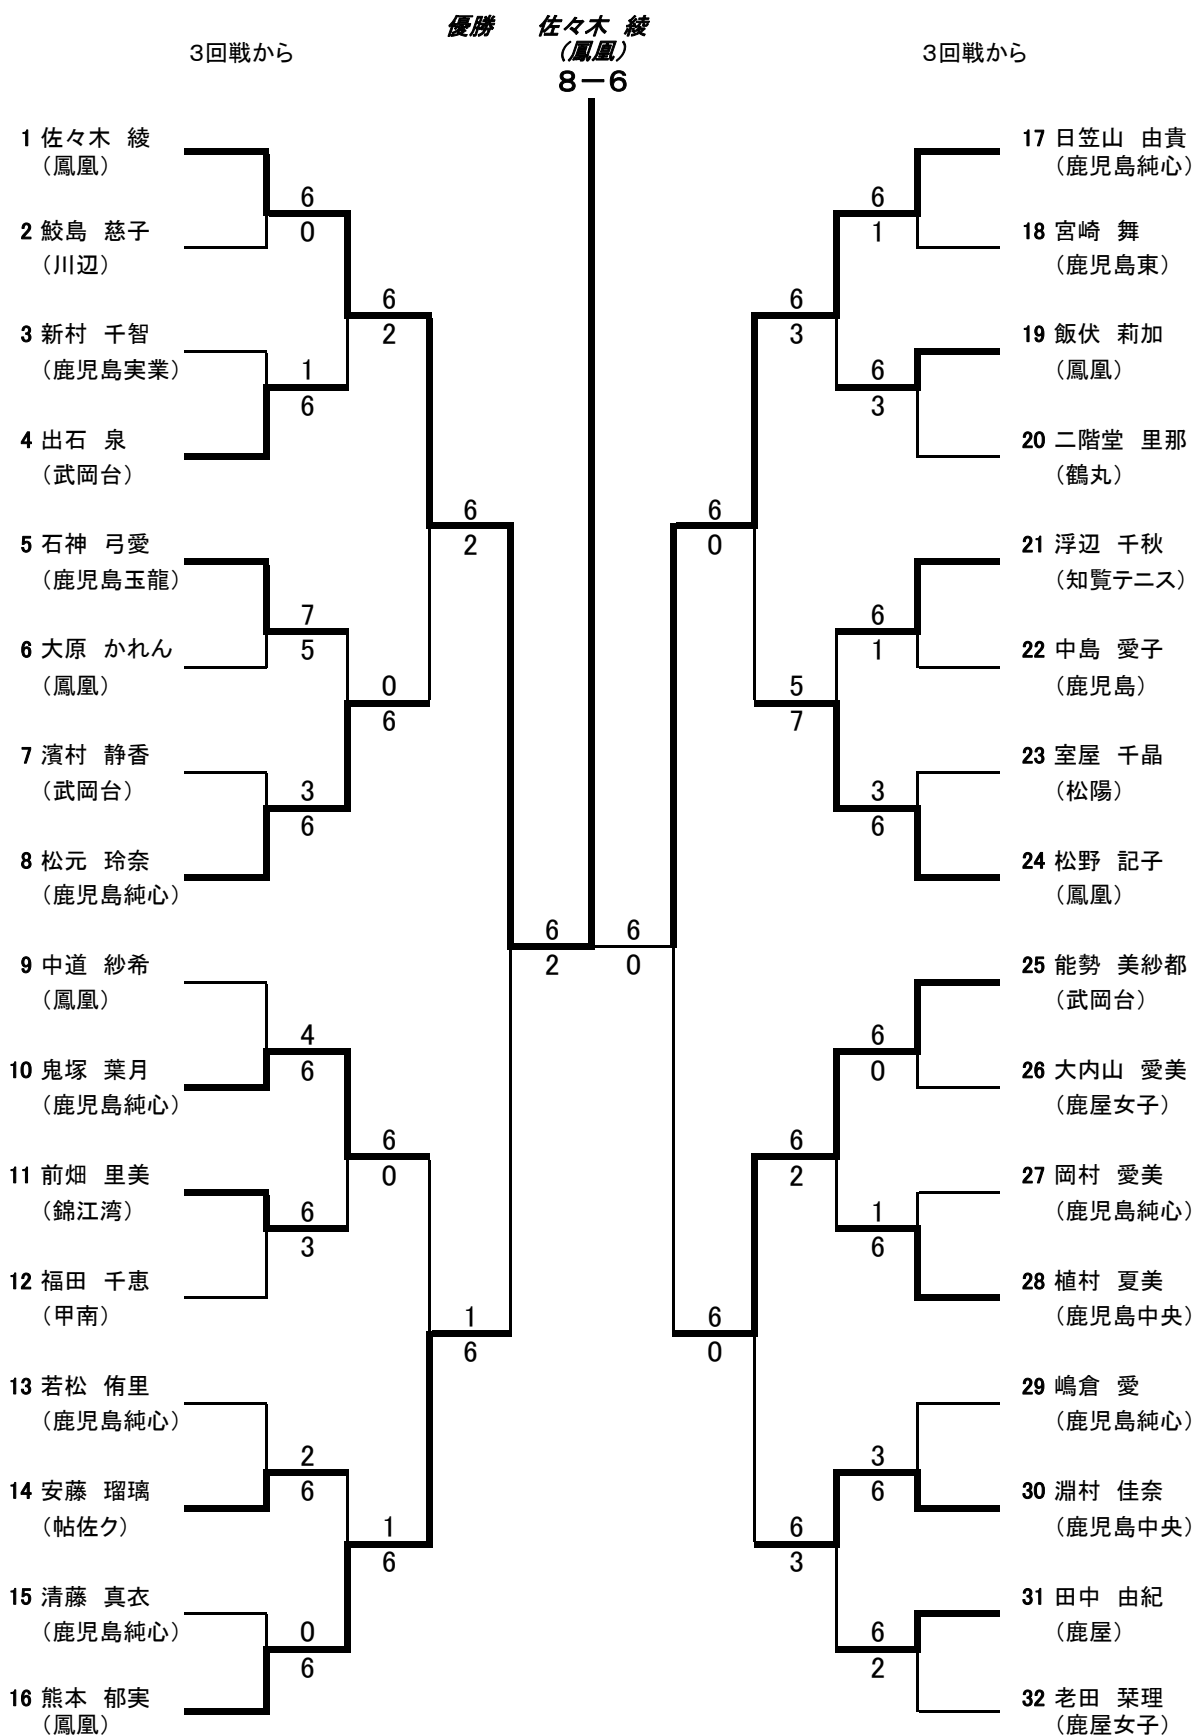 優勝　佐々木　綾
（鳳凰）
8－6
３回戦から
３回戦から
1 佐々木　綾
（鳳凰）
2 鮫島　慈子
（川辺）
3 新村　千智
（鹿児島実業）
4 出石　泉
（武岡台）
5 石神　弓愛
（鹿児島玉龍）
6 大原　かれん
（鳳凰）
7 濱村　静香
（武岡台）
8 松元　玲奈
（鹿児島純心）
9 中道　紗希
（鳳凰）
10 鬼塚　葉月
（鹿児島純心）
11 前畑　里美
（錦江湾）
12 福田　千恵
（甲南）
13 若松　侑里
（鹿児島純心）
14 安藤　瑠璃
（帖佐ク）
15 清藤　真衣
（鹿児島純心）
16 熊本　郁実
（鳳凰）
6
0
1
6
7
5
3
6
4
6
6
3
2
6
0
6
6
2
0
6
6
0
1
6
6
2
1
6
6
2
6
0
6
0
6
0
6
3
5
7
6
2
6
3
6
1
6
3
6
1
3
6
6
0
1
6
3
6
6
2
17 日笠山　由貴
（鹿児島純心）
18 宮崎　舞
（鹿児島東）
19 飯伏　莉加
（鳳凰）
20 二階堂　里那
（鶴丸）
21 浮辺　千秋
（知覧テニス）
22 中島　愛子
（鹿児島）
23 室屋　千晶
（松陽）
24 松野　記子
（鳳凰）
25 能勢　美紗都
（武岡台）
26 大内山　愛美
（鹿屋女子）
27 岡村　愛美
（鹿児島純心）
28 植村　夏美
（鹿児島中央）
29 嶋倉　愛
（鹿児島純心）
30 淵村　佳奈
（鹿児島中央）
31 田中　由紀
（鹿屋）
32 老田　栞理
（鹿屋女子）